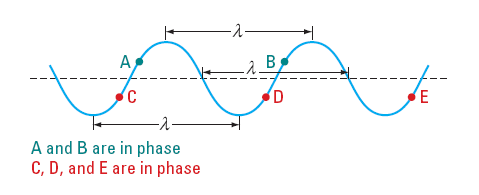 λ
A
λ
B
C
D
E
λ
A and B are in phase
C, D, and E are in phase